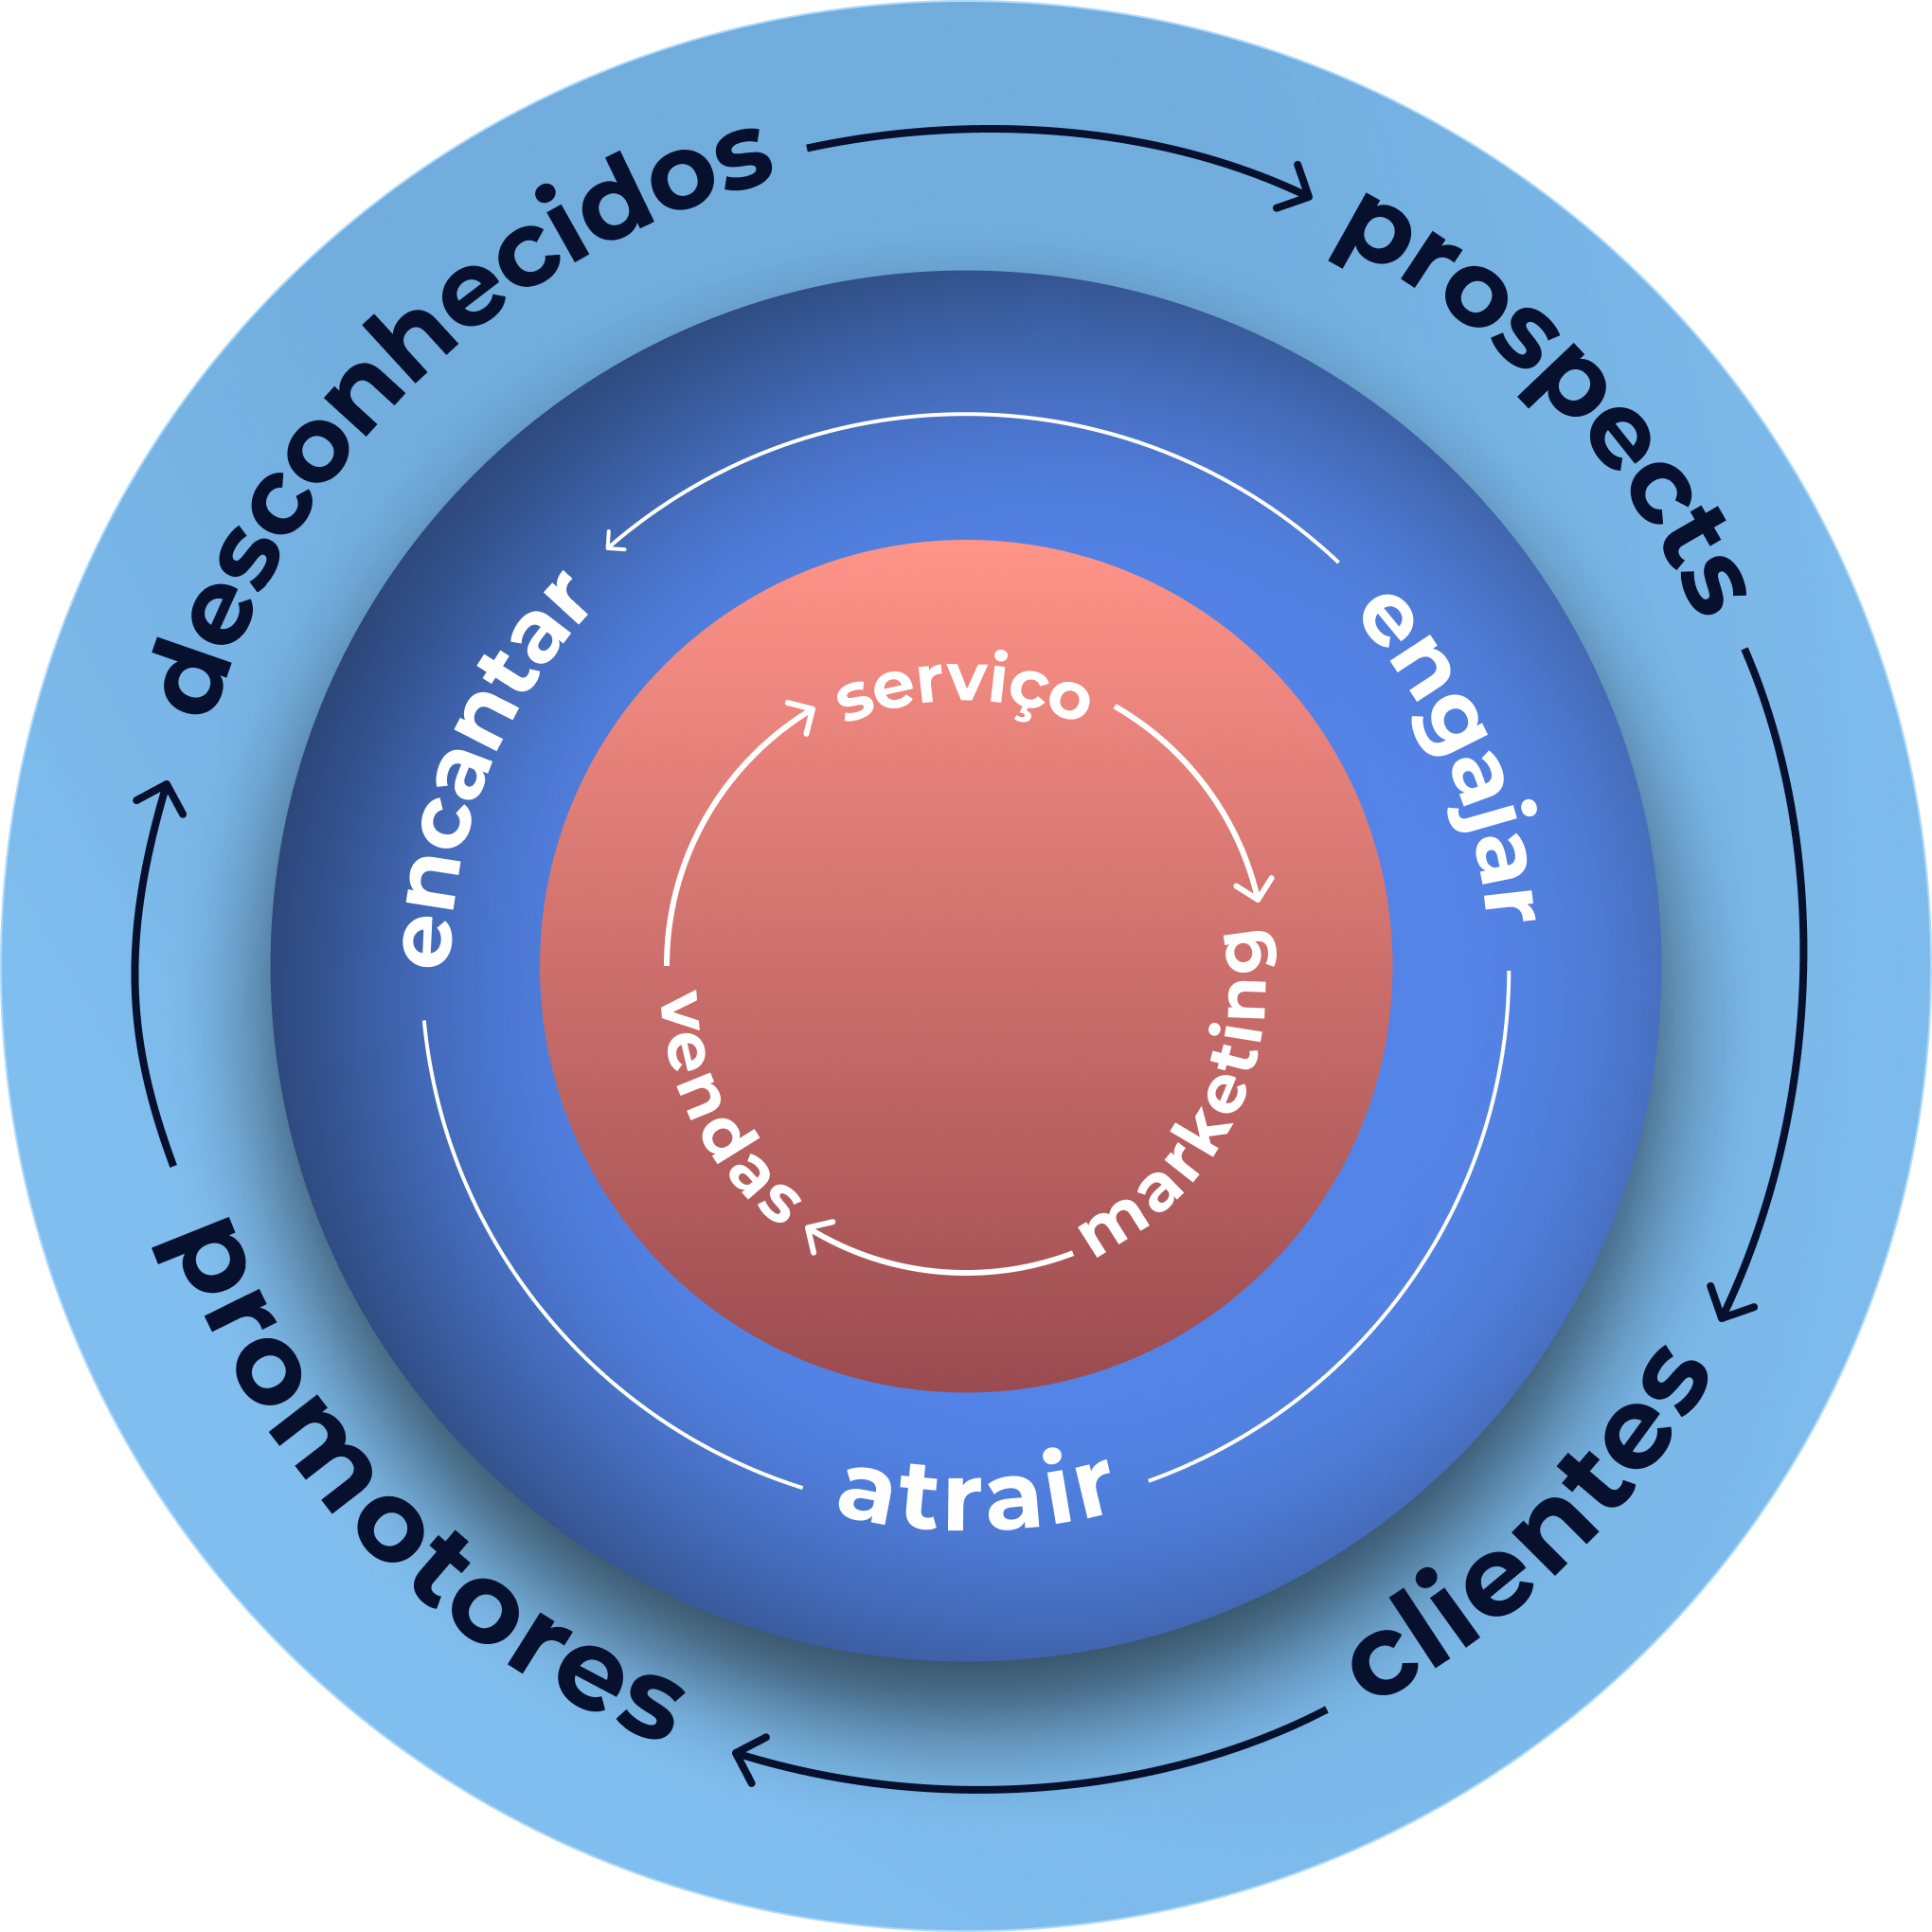 desconhecidos
prospects
clientes
promotores
encantar
engajar
atrair
serviço
marketing
vendas